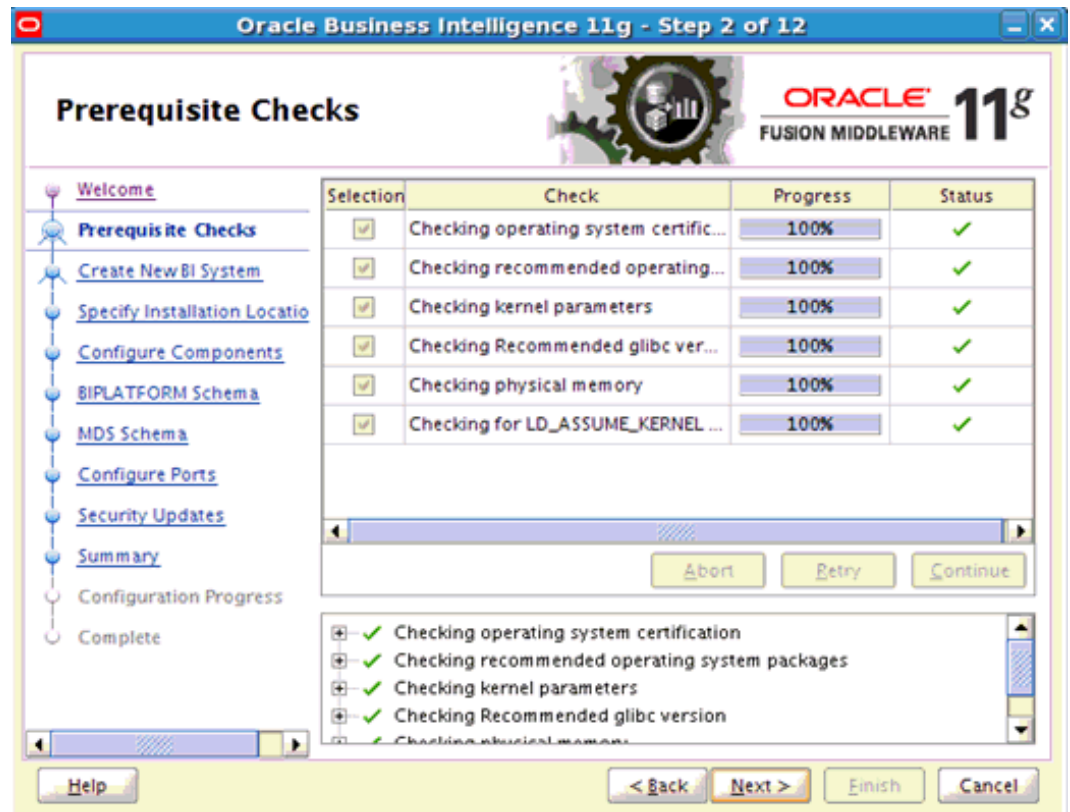 Oracle Business Intelligence 11g - Step 2 of 12
Prerequisite Checks
ORACLE
FUSION MIDDLEWARE
11g
Welcome
Prerequisite Checks
Create New BI System
Specify Installation Locatio
Configure Components
BIPLATFORM Schema
MDS Schema
Configure Ports
Security Updates
Summary
Configuration Progress
Complete
Selection Check Progress Status
Checking operating system certific... 100%
Checking recommended operating... 100%
Checking kernel parameters 100%
Checking Recommended glibc ver... 100%
Checking physical memory 100%
Checking for LD_ASSUME_KERNEL ... 100%
Abort Retry Continue
Checking operating system certification
Checking recommended operating system packages
Checking kernel parameters
Checking Recommended glibc version
Checking physical memory
Help < Back Next > Finish Cancel